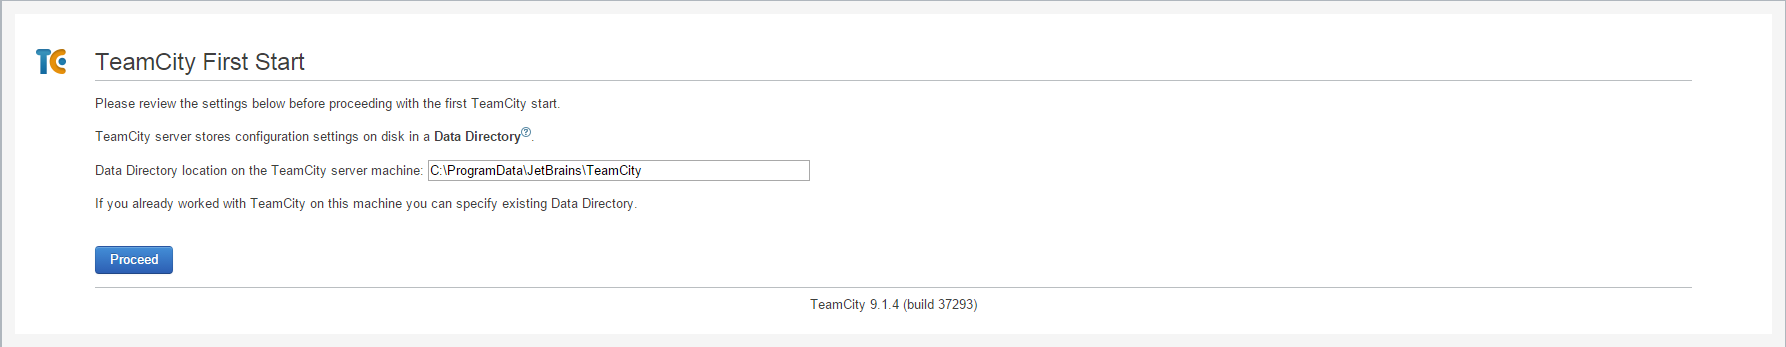 TC
TeamCity First Start
Please review the settings below before proceeding with the first TeamCity start.
TeamCity server stores configuration settings on disk in a Data Directory?.
Data Directory location on the TeamCity server machine: C:\ProgramData\JetBrains\TeamCity
If you already worked with TeamCity on this machine you can specify existing Data Directory.
Proceed
TeamCity 9.1.4 (build 37293)